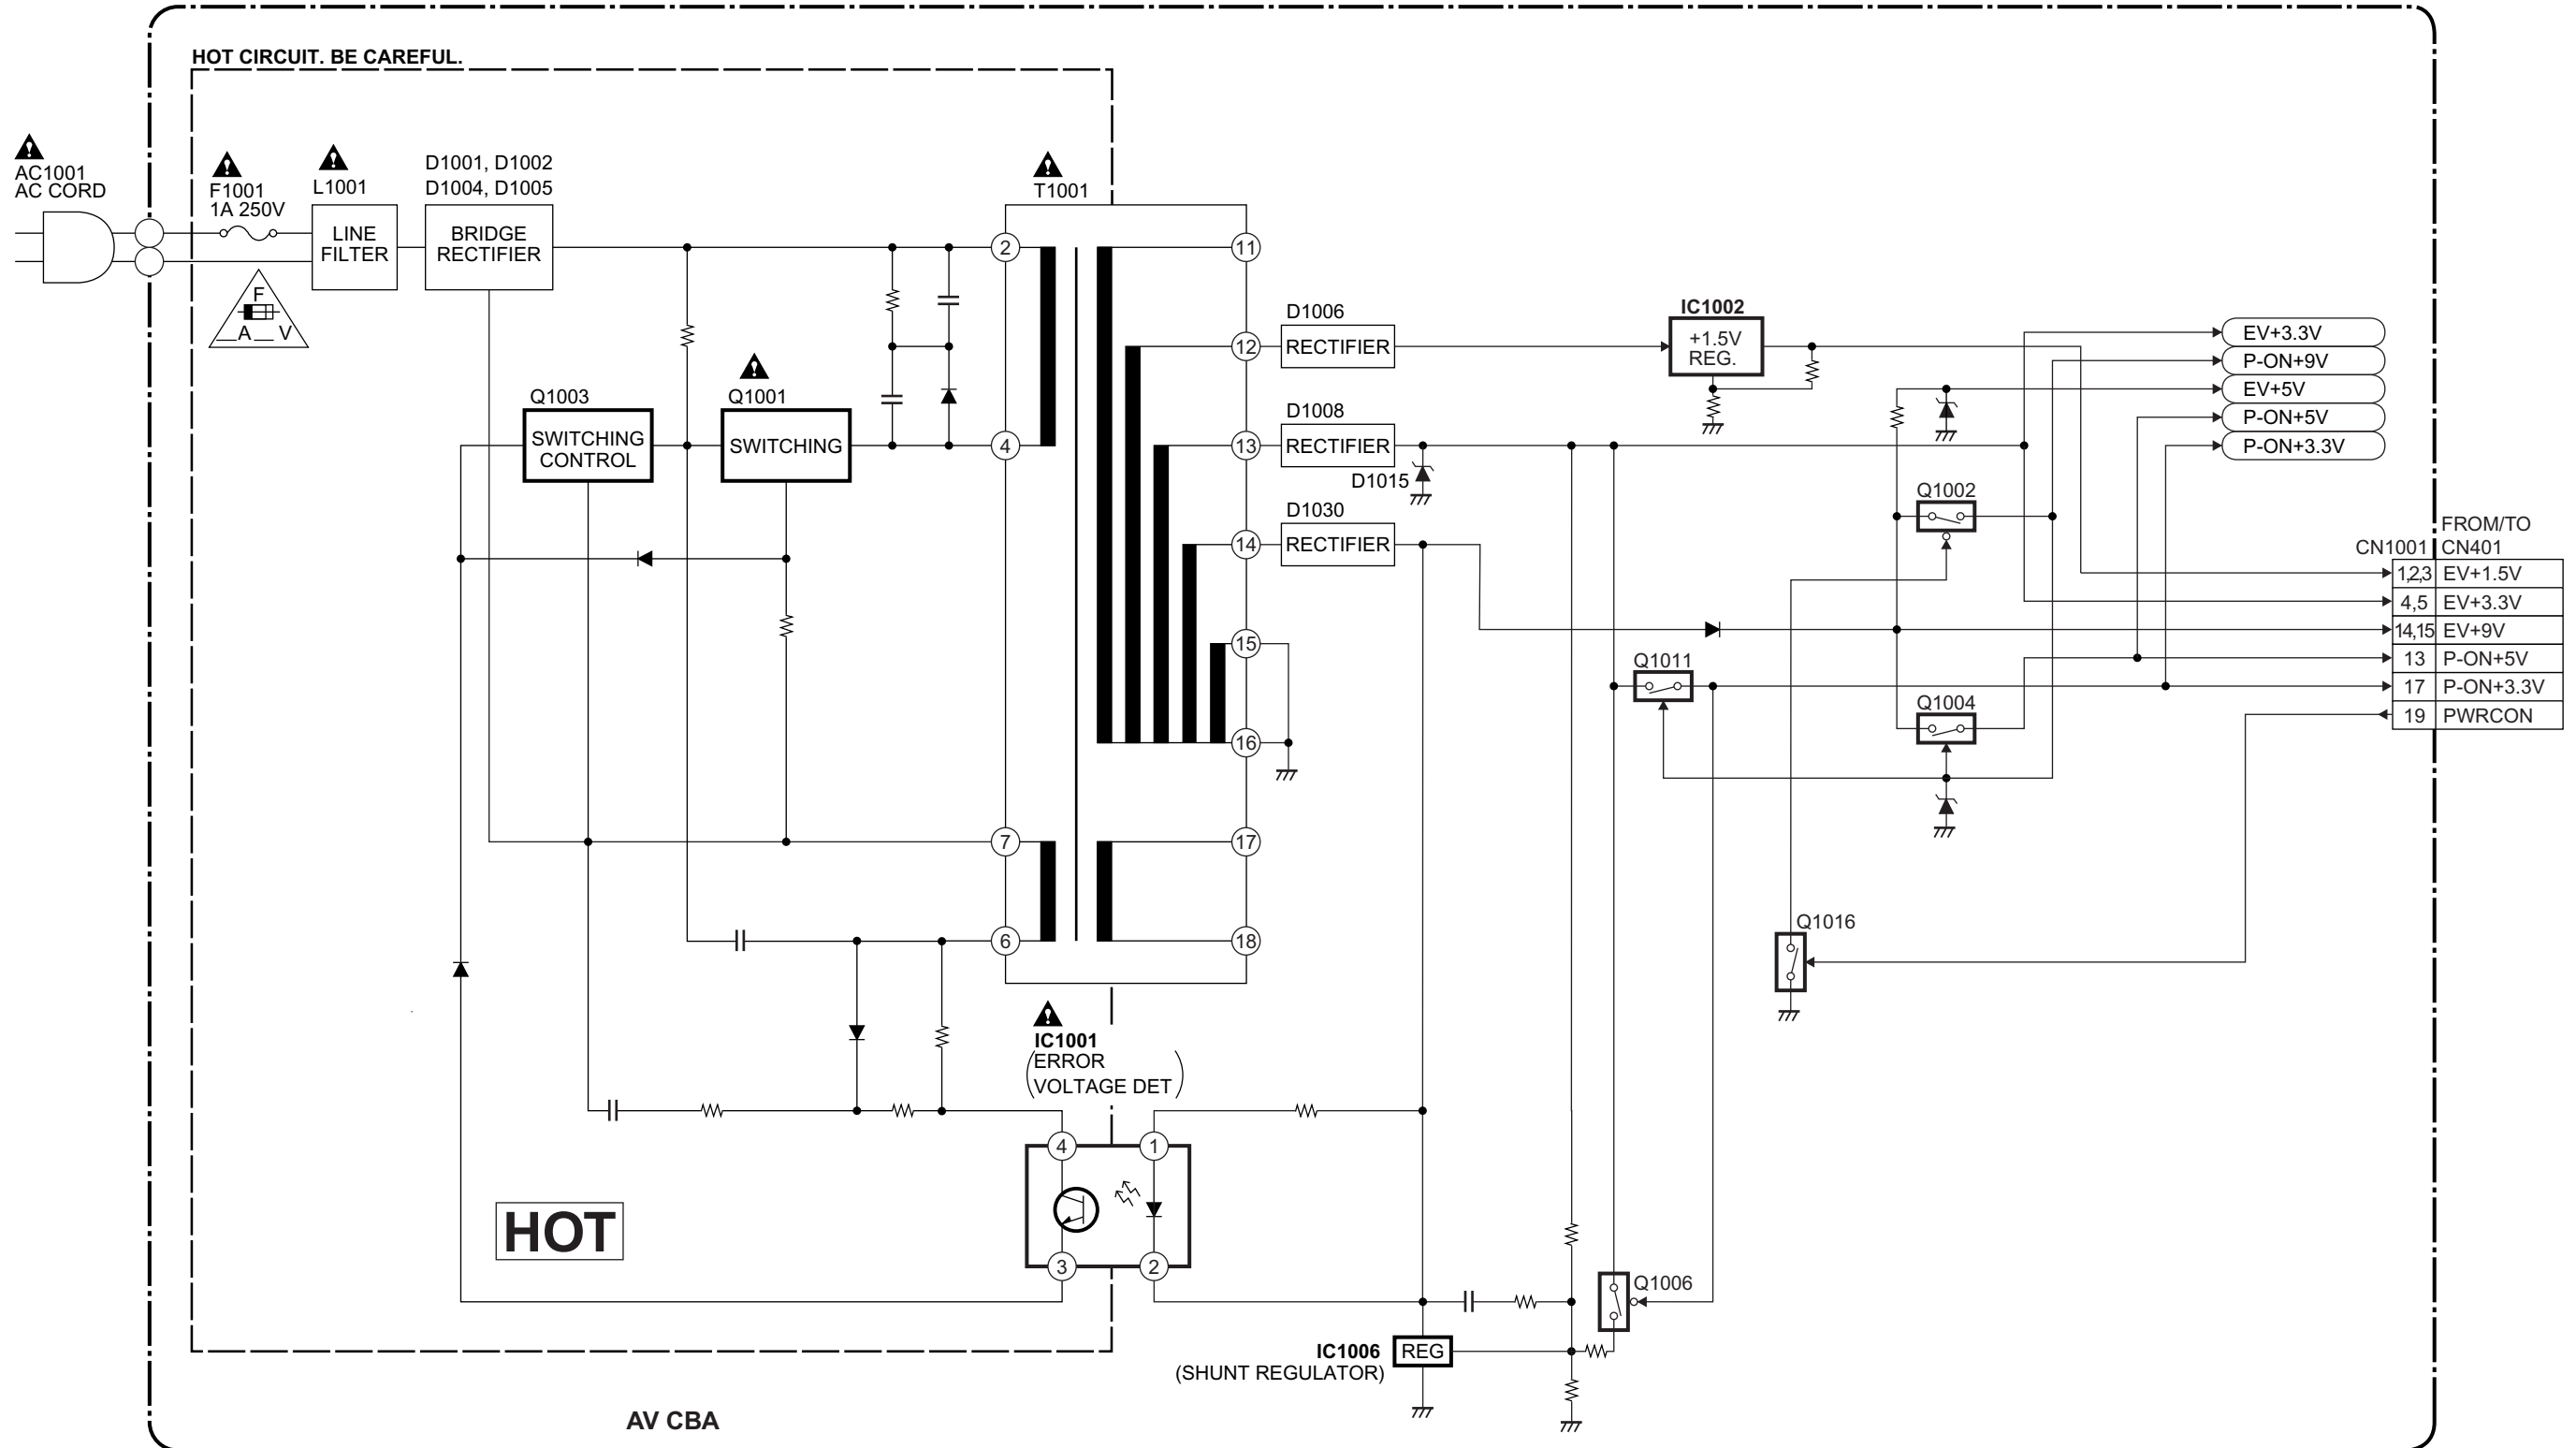 HOT CIRCUIT. BE CAREFUL.
AC1001
AC CORD
F1001
1A 250V
L1001
LINE
FILTER
D1001, D1002
D1004, D1005
BRIDGE
RECTIFIER
F
A V
Q1003
SWITCHING
CONTROL
Q1001
SWITCHING
T1001
2
4
7
6
11
12
13
14
15
16
17
18
D1006
RECTIFIER
D1008
RECTIFIER
D1015
D1030
RECTIFIER
IC1002
+1.5V
REG.
EV+3.3V
P-ON+9V
EV+5V
P-ON+5V
P-ON+3.3V
Q1002
Q1011
Q1004
Q1016
FROM/TO
CN1001 CN401
1,2,3 EV+1.5V
4,5 EV+3.3V
14,15 EV+9V
13 P-ON+5V
17 P-ON+3.3V
19 PWRCON
IC1001
ERROR
VOLTAGE DET
4
1
3
2
HOT
Q1006
IC1006
(SHUNT REGULATOR)
REG
AV CBA